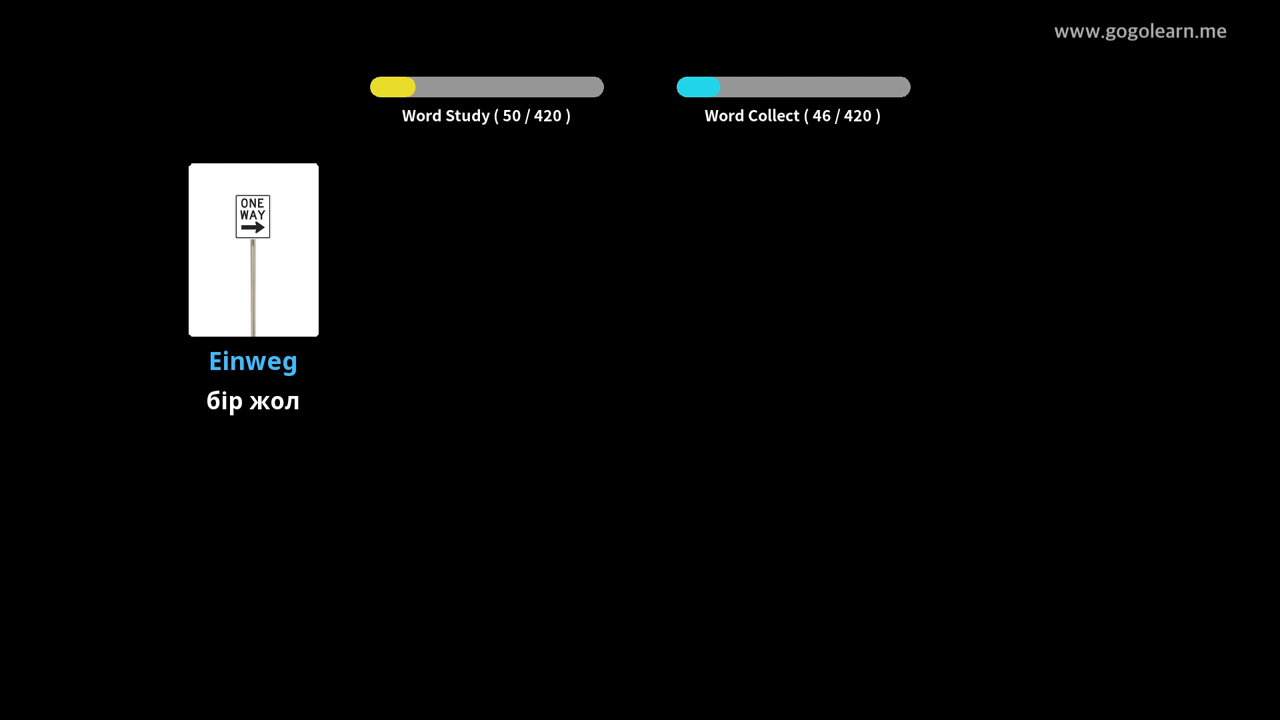 www.gogolearn.me
Word Study ( 50 / 420 )
Word Collect ( 46 / 420 )
ONE
WAY
Einweg
бір жол